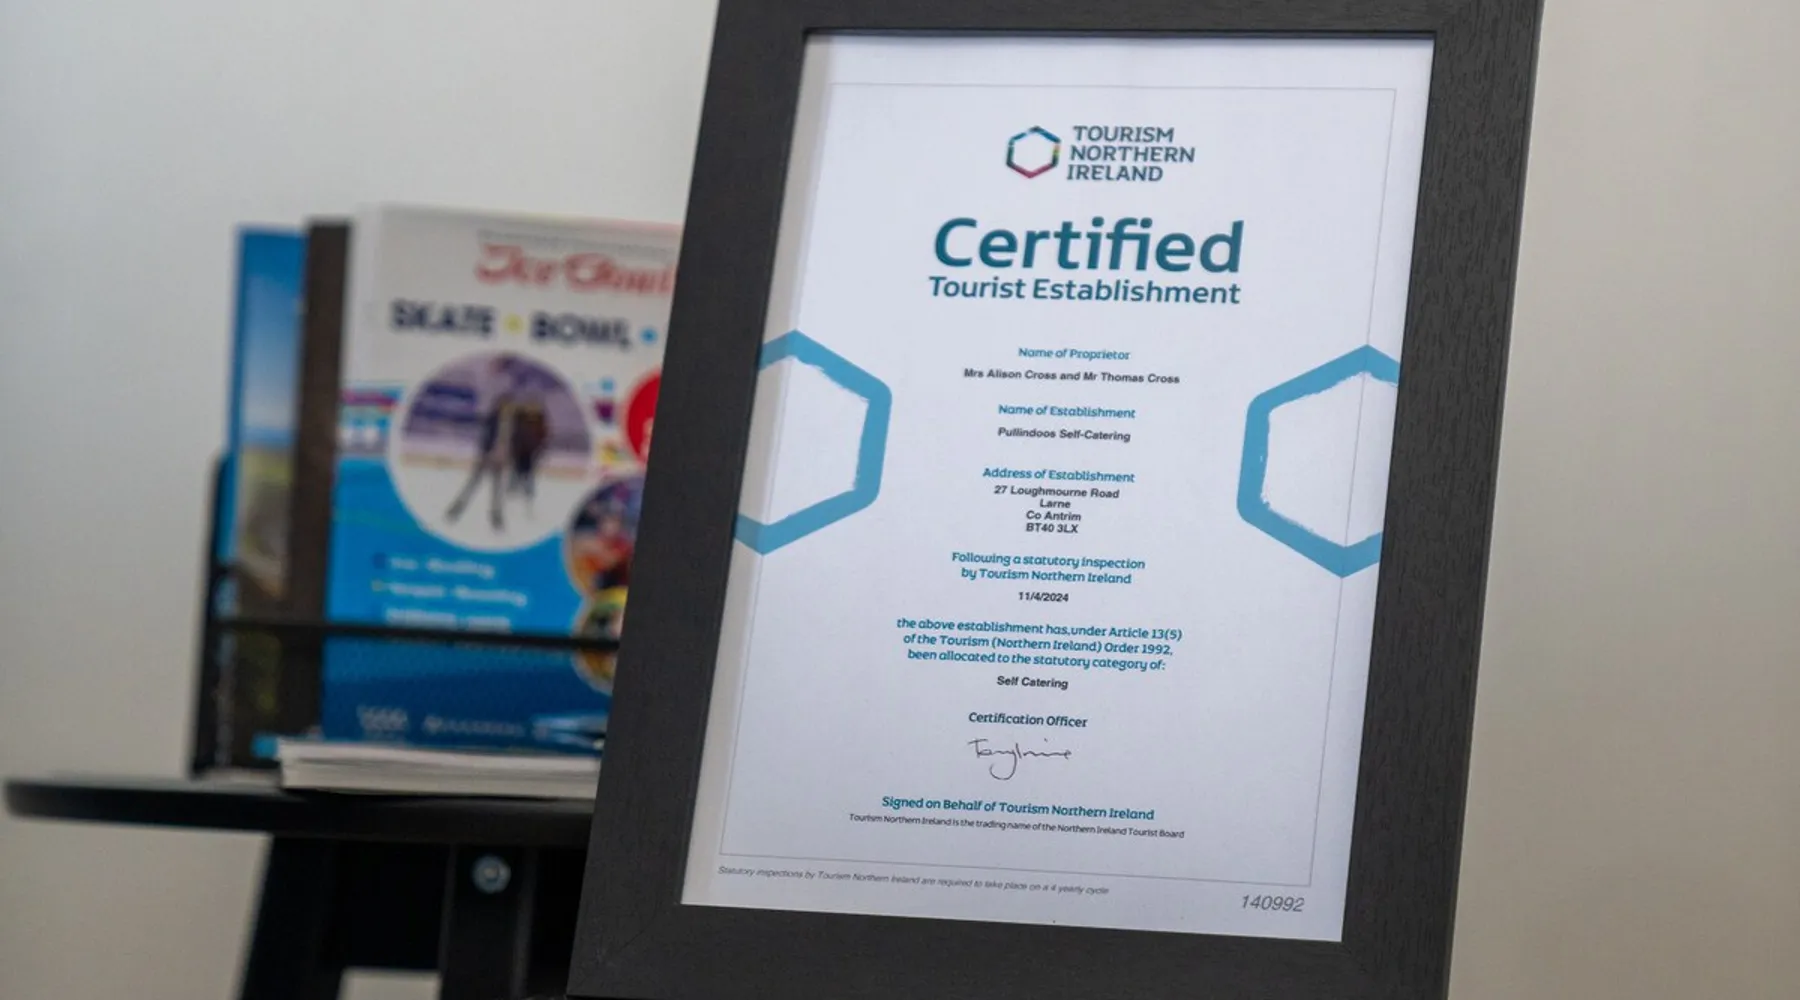 Ice Bowl
SKATE • BOWL •
TOURISM
NORTHERN
IRELAND
Certified
Tourist Establishment
Name of Proprietor
Mrs Alison Cross and Mr Thomas Cross
Name of Establishment
Pullindoos Self-Catering
Address of Establishment
27 Loughmourne Road
Larne
Co Antrim
BT40 3LX
Following a statutory inspection
by Tourism Northern Ireland
11/4/2024
the above establishment has,under Article 13(5)
of the Tourism (Northern Ireland) Order 1992,
been allocated to the statutory category of:
Self Catering
Certification Officer
Signed on Behalf of Tourism Northern Ireland
Tourism Northern Ireland is the trading name of the Northern Ireland Tourist Board
Statutory inspections by Tourism Northern Ireland are required to take place on a 4 yearly cycle
140992